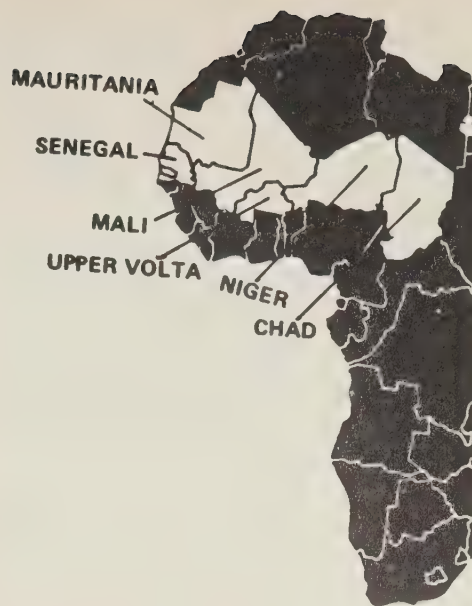 MAURITANIA
SENEGAL
MALI
UPPER VOLTA
NIGER
CHAD